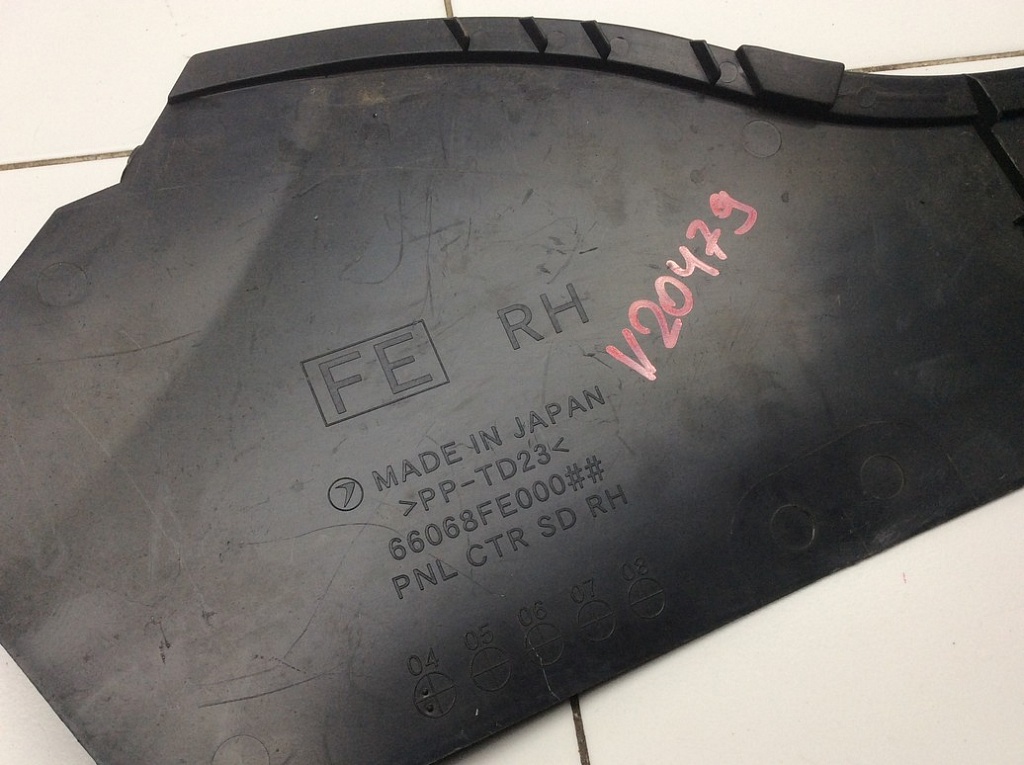 FE RH
V20479
MADE IN JAPAN
>PP-TD23<
66068FE000##
PNL CTR SD RH
04 05 06 07 08